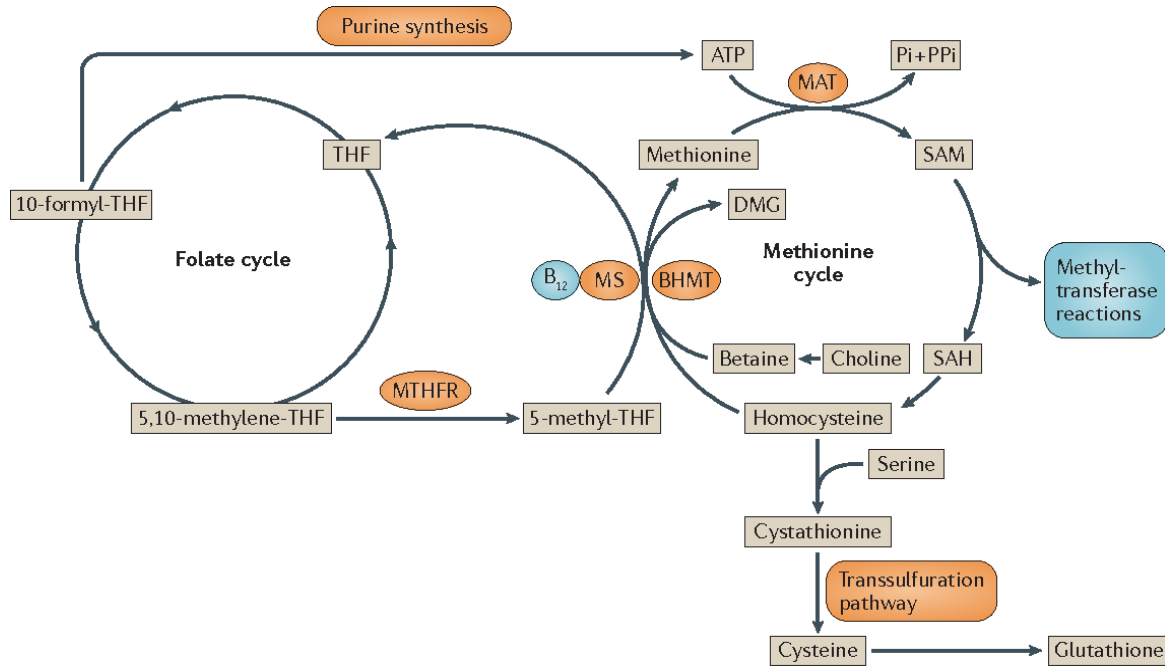 Purine synthesis
ATP
Pi+PPi
MAT
THF
Methionine
SAM
10-formyl-THF
DMG
Folate cycle
Methionine
cycle
B12
MS
BHMT
Methyl-
transferase
reactions
Betaine
Choline
SAH
MTHFR
5,10-methylene-THF
5-methyl-THF
Homocysteine
Serine
Cystathionine
Transsulfuration
pathway
Cysteine
Glutathione